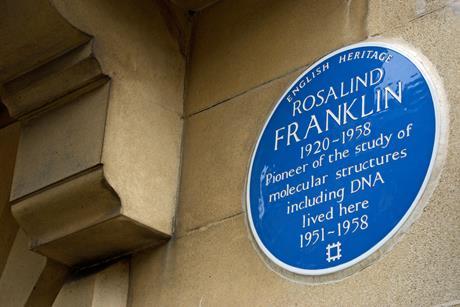 ENGLISH HERITAGE
ROSALIND
FRANKLIN
1920-1958
Pioneer of the study of
molecular structures
including DNA
lived here
1951-1958